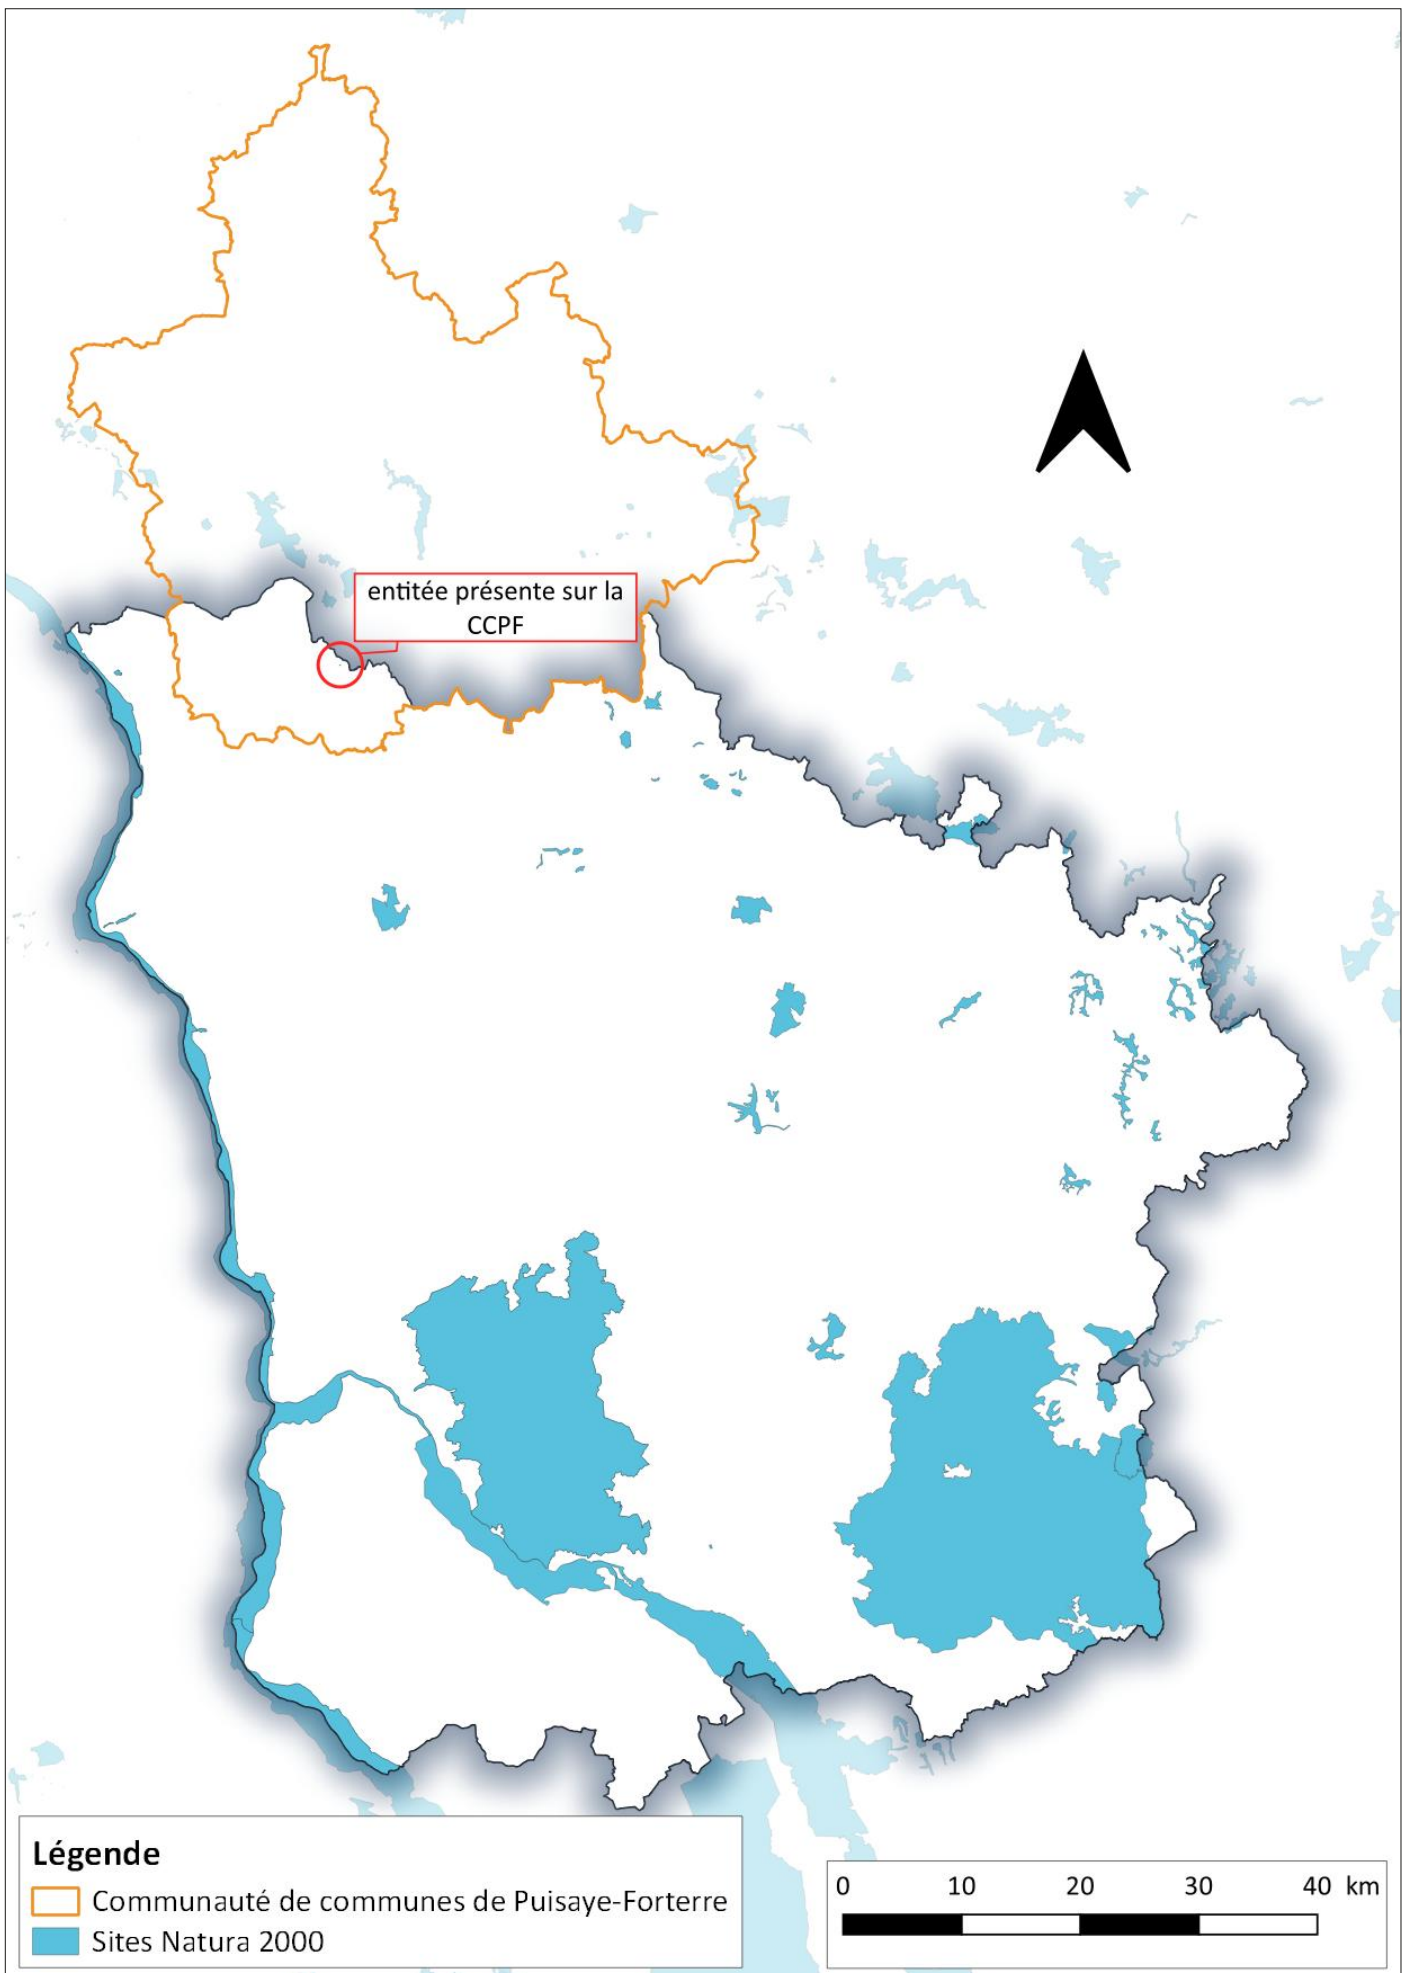 entitée présente sur la
CCPF
Légende
Communauté de communes de Puisaye-Forterre
Sites Natura 2000
0 10 20 30 40 km